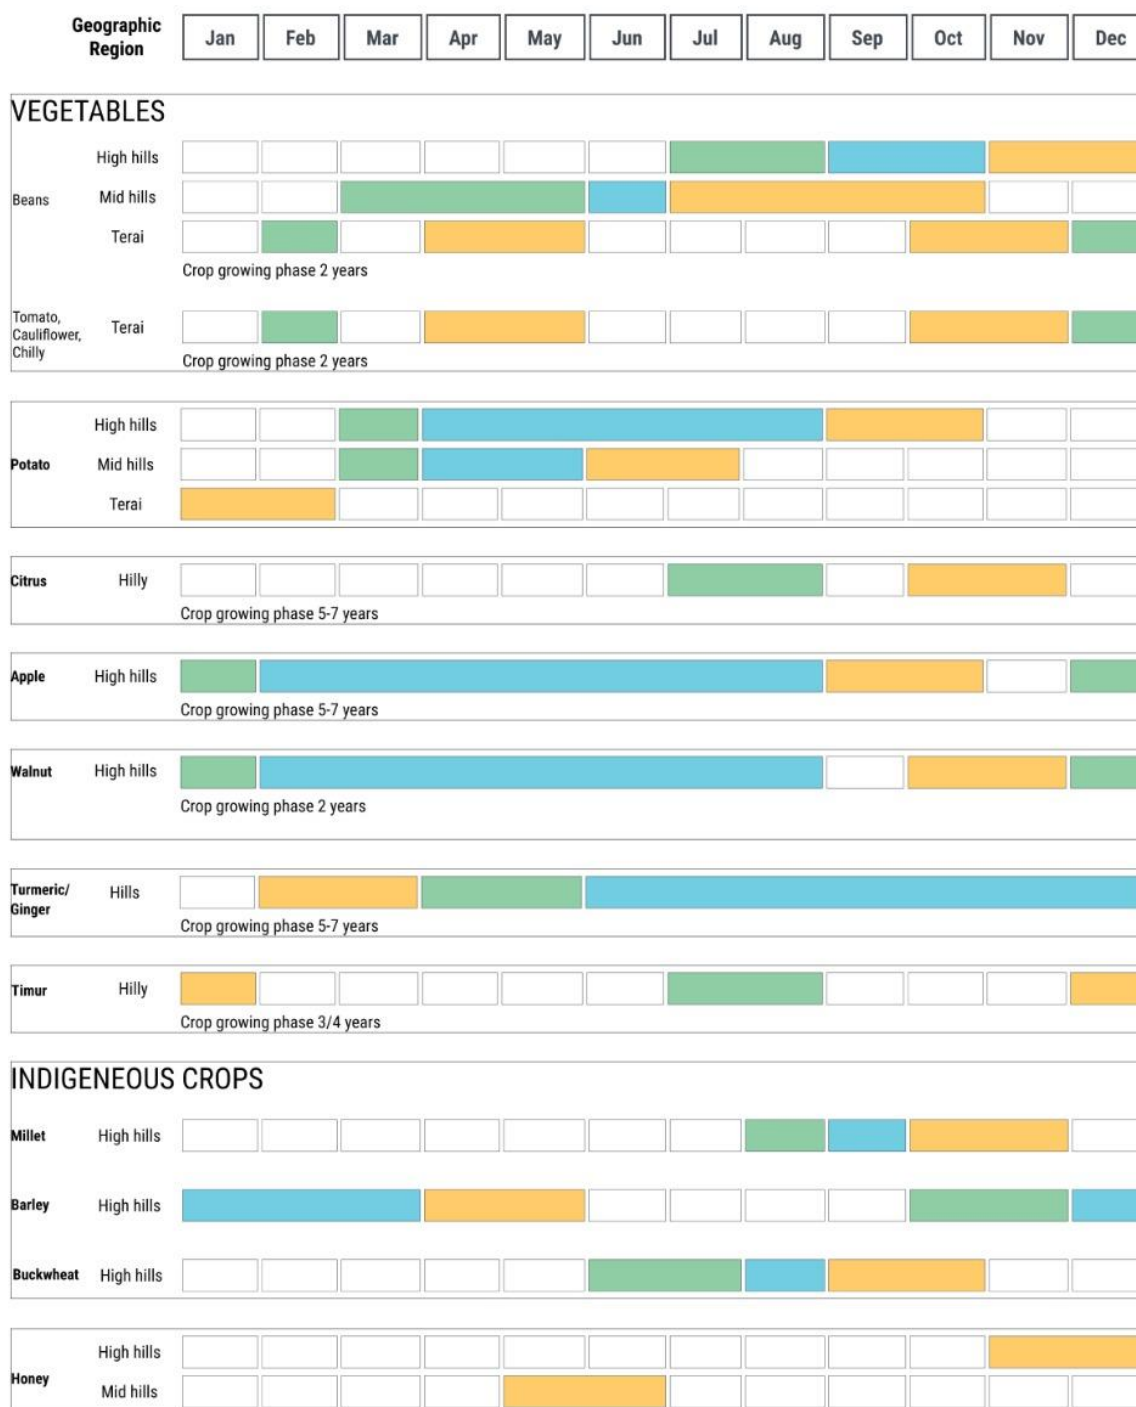 Geographic Region Jan Feb Mar Apr May Jun Jul Aug Sep Oct Nov Dec
VEGETABLES
High hills
Beans Mid hills
Terai
Crop growing phase 2 years
Tomato,
Cauliflower, Terai
Chilly
Crop growing phase 2 years
High hills
Potato Mid hills
Terai
Citrus Hilly
Crop growing phase 5-7 years
Apple High hills
Crop growing phase 5-7 years
Walnut High hills
Crop growing phase 2 years
Turmeric/ Hills
Ginger
Crop growing phase 5-7 years
Timur Hilly
Crop growing phase 3/4 years
INDIGENEOUS CROPS
Millet High hills
Barley High hills
Buckwheat High hills
High hills
Honey
Mid hills